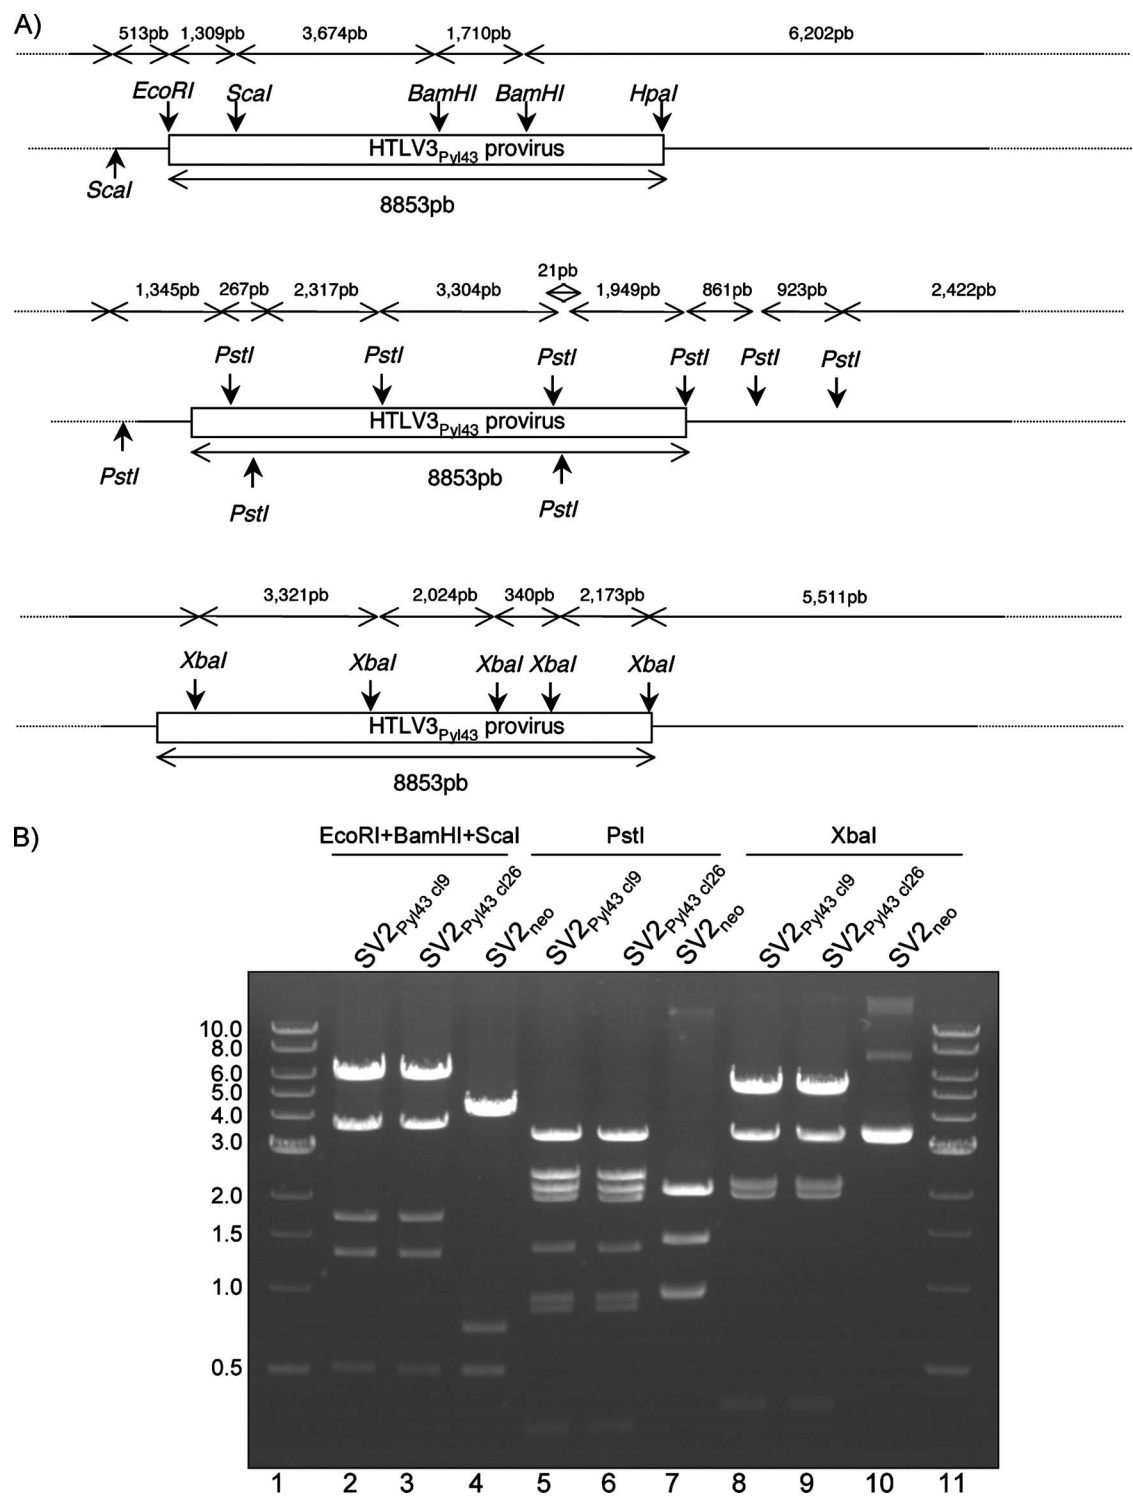 A)
513pb 1,309pb 3,674pb 1,710pb 6,202pb
EcoRI ScaI BamHI BamHI HpaI
HTLV3Pyl43 provirus
ScaI
8853pb
21pb
1,345pb 267pb 2,317pb 3,304pb 1,949pb 861pb 923pb 2,422pb
PstI PstI PstI PstI PstI PstI
HTLV3Pyl43 provirus
PstI 8853pb
PstI PstI
3,321pb 2,024pb 340pb 2,173pb 5,511pb
XbaI XbaI XbaI XbaI XbaI
HTLV3Pyl43 provirus
8853pb
B)
EcoRI+BamHI+ScaI PstI XbaI
SV2Pyl43 cl9 SV2Pyl43 cl26 SV2neo SV2Pyl43 cl9 SV2Pyl43 cl26 SV2neo SV2Pyl43 cl9 SV2Pyl43 cl26 SV2neo
10.0
8.0
6.0
5.0
4.0
3.0
2.0
1.5
1.0
0.5
1 2 3 4 5 6 7 8 9 10 11